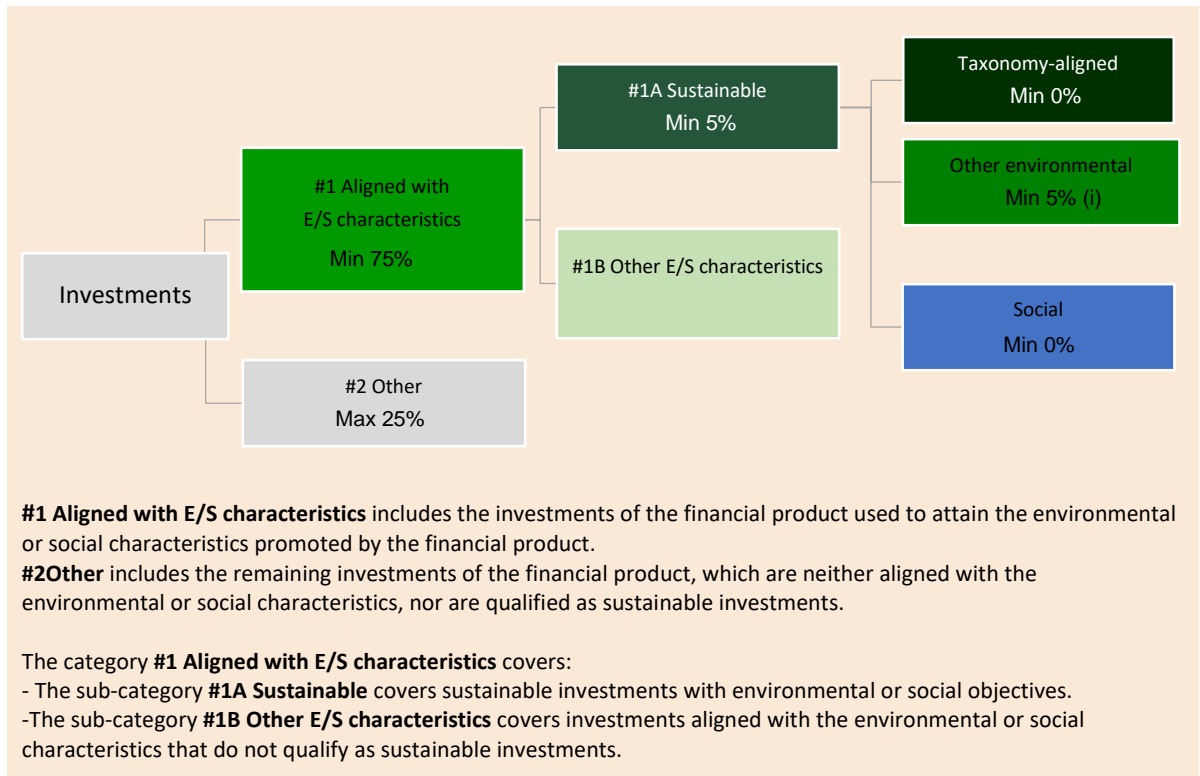 Investments
#1 Aligned with
E/S characteristics
Min 75%
#2 Other
Max 25%
#1A Sustainable
Min 5%
#1B Other E/S characteristics
Taxonomy-aligned
Min 0%
Other environmental
Min 5% (i)
Social
Min 0%
#1 Aligned with E/S characteristics includes the investments of the financial product used to attain the environmental
or social characteristics promoted by the financial product.
#2Other includes the remaining investments of the financial product, which are neither aligned with the
environmental or social characteristics, nor are qualified as sustainable investments.
The category #1 Aligned with E/S characteristics covers:
- The sub-category #1A Sustainable covers sustainable investments with environmental or social objectives.
-The sub-category #1B Other E/S characteristics covers investments aligned with the environmental or social
characteristics that do not qualify as sustainable investments.